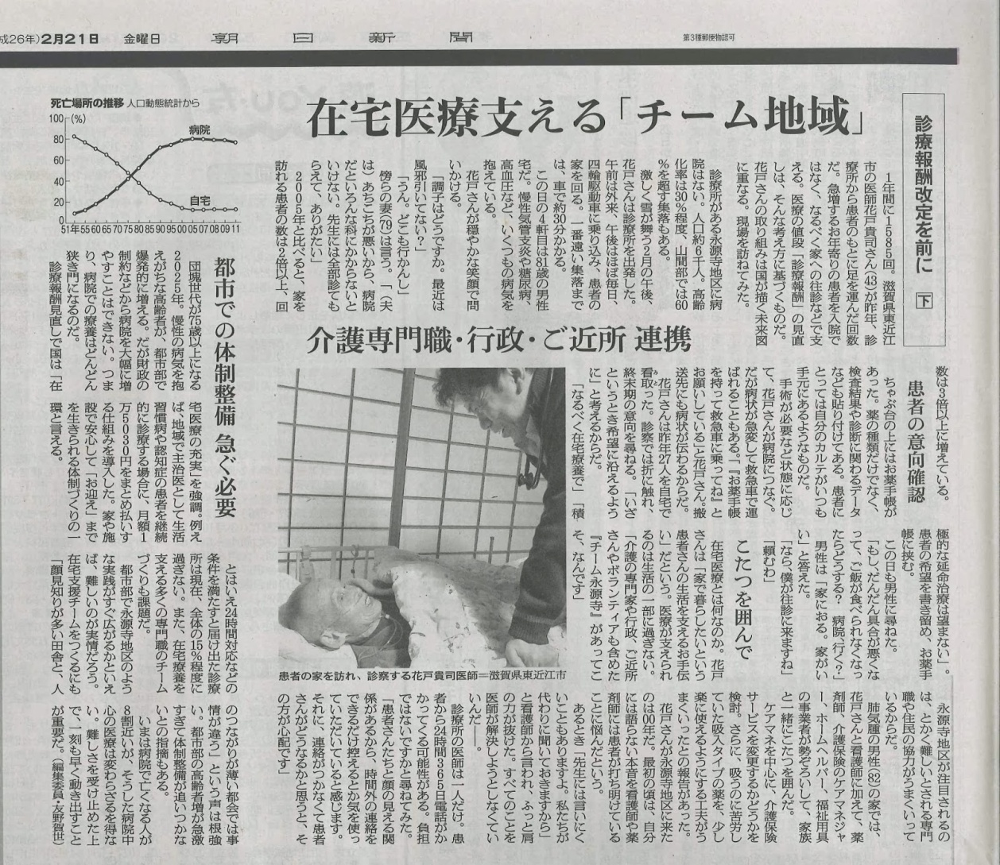 成26年)2月21日 金曜日 朝日新聞 第3種郵便物認可
診療報酬改定を前に 下
在宅医療支える「チーム地域」
介護専門職・行政・ご近所 連携
1年間に1585回。滋賀県東近江
市の医師花戸貴司さん(43)が昨年、診
療所から患者のもとに足を運んだ回数
だ。急増するお年寄りの患者を入院で
はなく、なるべく家への往診などで支
える。医療の値段「診療報酬」の見直
しは、そんな考え方に基づくものだ。
花戸さんの取り組みは国が描く未来図
に重なる。現場を訪ねてみた。
診療所がある永源寺地区に病
院はない。人口約6千人。高齢
化率は30%程度、山間部では60
%を超す集落もある。
激しく雪が舞う2月の午後、
花戸さんは診療所を出発した。
午前は外来、午後はほぼ毎日、
四輪駆動車に乗り込み、患者の
家を回る。一番遠い集落まで
は、車で約30分かかる。
この日の4軒目は81歳の男性
宅だ。慢性気管支炎や糖尿病、
高血圧など、いくつもの病気を
抱えている。
花戸さんが穏やかな笑顔で問
いかける。
「調子はどうですか。最近は
風邪引いてない?」
「うん。どこも行かんし」
傍らの妻(79)は言う。「(夫
は)あちこちが悪いから、病院
だといろんな科にかからないと
いけない。先生には全部診ても
らえて、ありがたい」
2005年と比べると、家を
訪れる患者の数は2倍以上、回
数は3倍以上に増えている。
患者の意向確認
ちゃぶ台の上にはお薬手帳が
あった。薬の種類だけでなく、
検査結果や診断に関わるデータ
なども貼り付けてある。患者に
とっては自分のカルテがいつも
手元にあるようなものだ。
手術が必要など状態に応じ
て、花戸さんが病院につなぐ。
だが病状が急変して救急車で運
ばれることもある。「『お薬手帳
を持って救急車に乗ってね』と
お願いしている」と花戸さん。搬
送先にも病状が伝わるからだ。
花戸さんは昨年27人を自宅で
看取った。診察では折に触れ、
終末期の意向を尋ねる。「いざ
というとき希望に沿えるよう
に」と考えるからだ。
「なるべく在宅療養で」「積
極的な延命治療は望まない」。
患者の希望を書き留め、お薬手
帳に挟む。
この日も男性に尋ねた。
「もし、だんだん具合が悪くな
って、ご飯が食べられなくなっ
たらどうする? 病院、行く?」
男性は「家におる。家がい
い」と答えた。
「なら、僕が往診に来ますね」
「頼むわ」
こたつを囲んで
在宅医療とは何なのか。花戸
さんは「家で暮らしたいという
患者さんの生活を支えるお手伝
い」だという。医療が支えられ
るのは生活の一部に過ぎない。
「介護の専門家や行政、ご近所
さんやボランティアも含めた
『チーム永源寺』があってこ
そ、なんです」
永源寺地区が注目されるの
は、とかく難しいとされる専門
職や住民の協力がうまくいって
いるからだ。
肺気腫の男性(82)の家では、
花戸さんと看護師に加えて、薬
剤師、介護保険のケアマネジャ
ー、ホームヘルパー、福祉用具
の事業者が勢ぞろいして、家族
と一緒にこたつを囲んだ。
ケアマネを中心に、介護保険
サービスを変更するかどうかを
検討。さらに、吸うのに苦労し
ていた吸入タイプの薬を、少し
楽に使えるようにする工夫がう
まくいったとの報告があった。
花戸さんが永源寺地区に来た
のは00年だ。最初の頃は、自分
には語らない本音を看護師や薬
剤師には患者が打ち明けている
ことに悩んだという。
あるとき「先生には言いにく
いこともありますよ。私たちが
代わりに聞いておきますから」
と看護師から言われ、ふっと肩
の力が抜けた。すべてのことを
医師が解決しようとしなくてい
いんだ――。
診療所の医師は一人だけ。患
者から24時間365日電話がか
かってくる可能性がある。負担
ではないですかと尋ねてみた。
「患者さんたちと顔の見える関
係があるから、時間外の連絡を
できるだけ控えるとか気を使っ
ていただいていると感じます。
それに、連絡がつかなくて患者
さんがどうなるかと思うと、そ
の方が心配です」
患者の家を訪れ、診察する花戸貴司医師=滋賀県東近江市
死亡場所の推移 人口動態統計から
100(%)
80
60
40
20
0
病院
自宅
51年55 60 65 70 75 80 85 90 95 00 05 07 08 09 11
都市での体制整備 急ぐ必要
団塊世代が75歳以上になる
2025年。慢性の病気を抱
えがちな高齢者が、都市部で
爆発的に増える。だが財政の
制約などから病院を大幅に増
やすことはできない。つま
り、病院での療養はどんどん
狭き門になるのだ。
診療報酬見直しで国は「在
宅医療の充実」を強調。例え
ば、地域で主治医として生活
習慣病や認知症の患者を継続
的に診療する場合に、月額1
万5030円をまとめ払いす
る仕組みを導入した。家や施
設で安心して「お迎え」まで
を生きられる体制づくりの一
環と言える。
とはいえ24時間対応などの
条件を満たすと届け出た診療
所は現在、全体の15%程度に
過ぎない。また、在宅療養を
支える多くの専門職のチーム
づくりも課題だ。
都市部で永源寺地区のよう
な実践がすぐ広がるかといえ
ば、難しいのが実情だろう。
在宅支援チームをつくるにも
「顔見知りが多い田舎と、人
のつながりが薄い都会では事
情が違う」という声は根強
い。都市部の高齢者増が急激
すぎて体制整備が追いつかな
いとの指摘もある。
いまは病院で亡くなる人が
8割近いが、そうした病院中
心の医療は変わらざるを得な
い。難しさを受け止めた上
で、一刻も早く動き出すこと
が重要だ。(編集委員・友野賀世)